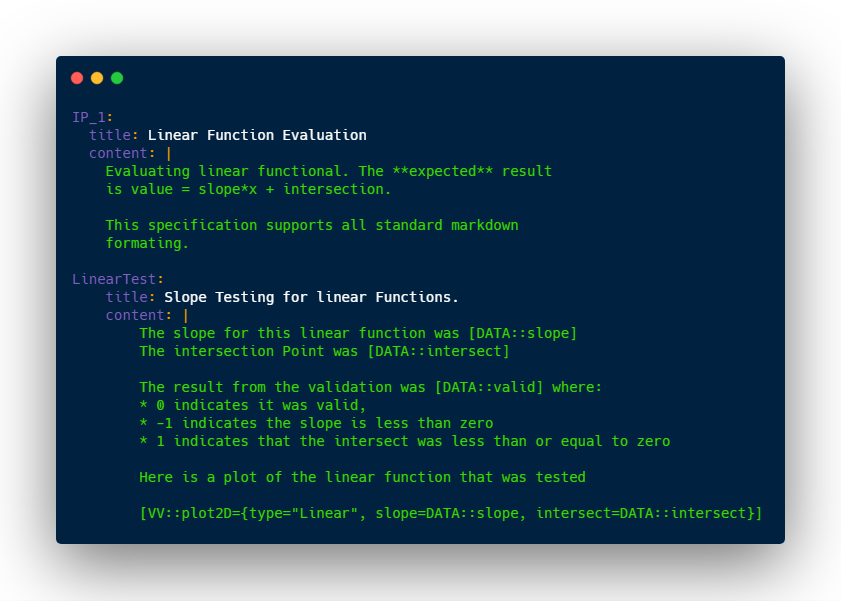 IP_1:
title: Linear Function Evaluation
content: |
Evaluating linear functional. The **expected** result
is value = slope*x + intersection.
This specification supports all standard markdown
formating.
LinearTest:
title: Slope Testing for linear Functions.
content: |
The slope for this linear function was [DATA::slope]
The intersection Point was [DATA::intersect]
The result from the validation was [DATA::valid] where:
* 0 indicates it was valid,
* -1 indicates the slope is less than zero
* 1 indicates that the intersect was less than or equal to zero
Here is a plot of the linear function that was tested
[VV::plot2D={type="Linear", slope=DATA::slope, intersect=DATA::intersect}]